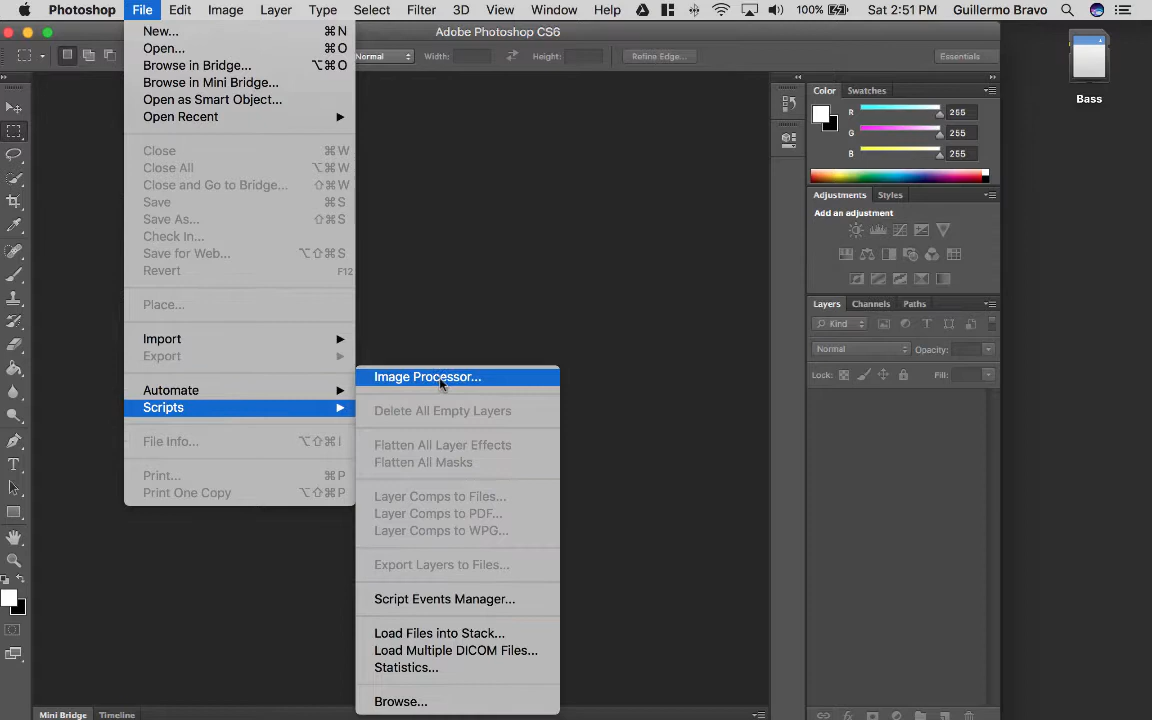 Photoshop File Edit Image Layer Type Select Filter 3D View Window Help 100% Sat 2:51 PM Guillermo Bravo
Adobe Photoshop CS6
Normal Width: Height: Refine Edge... Essentials
New... ⌘N
Open... ⌘O
Browse in Bridge... ⌥⌘O
Browse in Mini Bridge...
Open as Smart Object...
Open Recent ▶
Close ⌘W
Close All ⌥⌘W
Close and Go to Bridge... ⇧⌘W
Save ⌘S
Save As... ⇧⌘S
Check In...
Save for Web... ⌥⇧⌘S
Revert F12
Place...
Import ▶
Export ▶
Automate ▶
Scripts ▶
File Info... ⌥⇧⌘I
Print... ⌘P
Print One Copy ⌥⇧⌘P
Image Processor...
Delete All Empty Layers
Flatten All Layer Effects
Flatten All Masks
Layer Comps to Files...
Layer Comps to PDF...
Layer Comps to WPG...
Export Layers to Files...
Script Events Manager...
Load Files into Stack...
Load Multiple DICOM Files...
Statistics...
Browse...
Color Swatches
R 255
G 255
B 255
Adjustments Styles
Add an adjustment
Layers Channels Paths
Kind
Normal Opacity:
Lock: Fill:
Bass
Mini Bridge Timeline